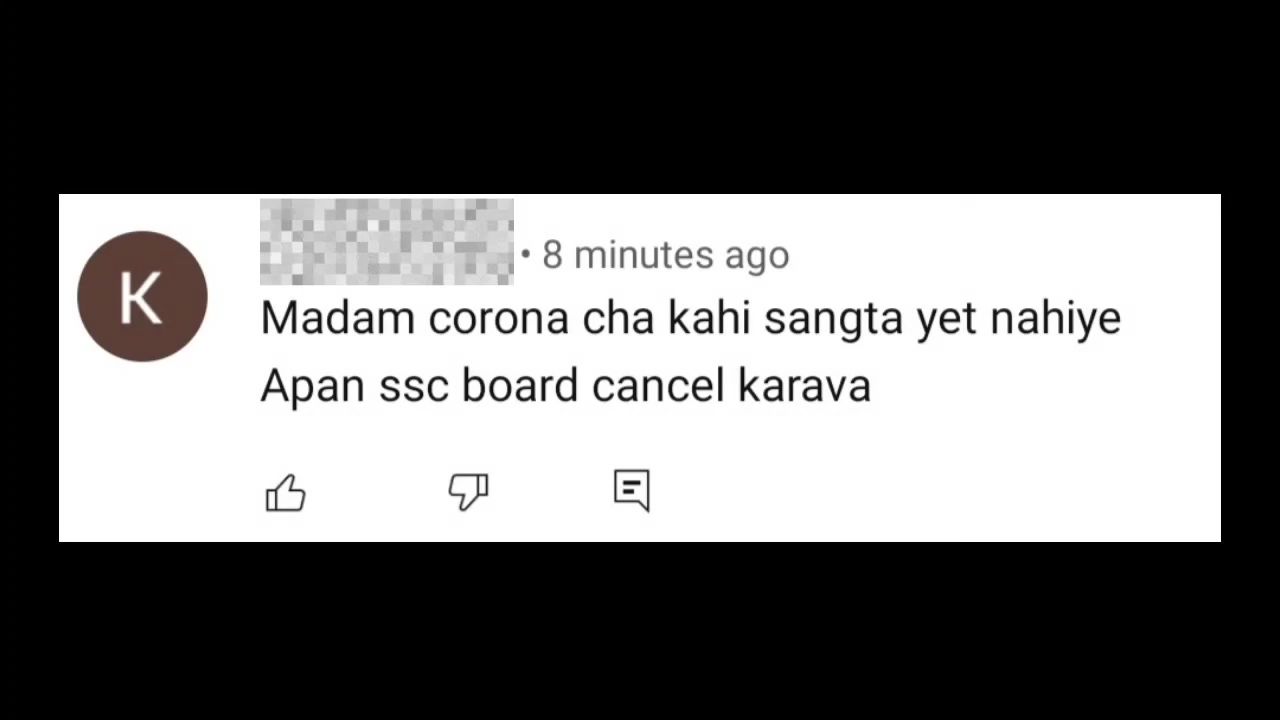 K
• 8 minutes ago
Madam corona cha kahi sangta yet nahiye
Apan ssc board cancel karava